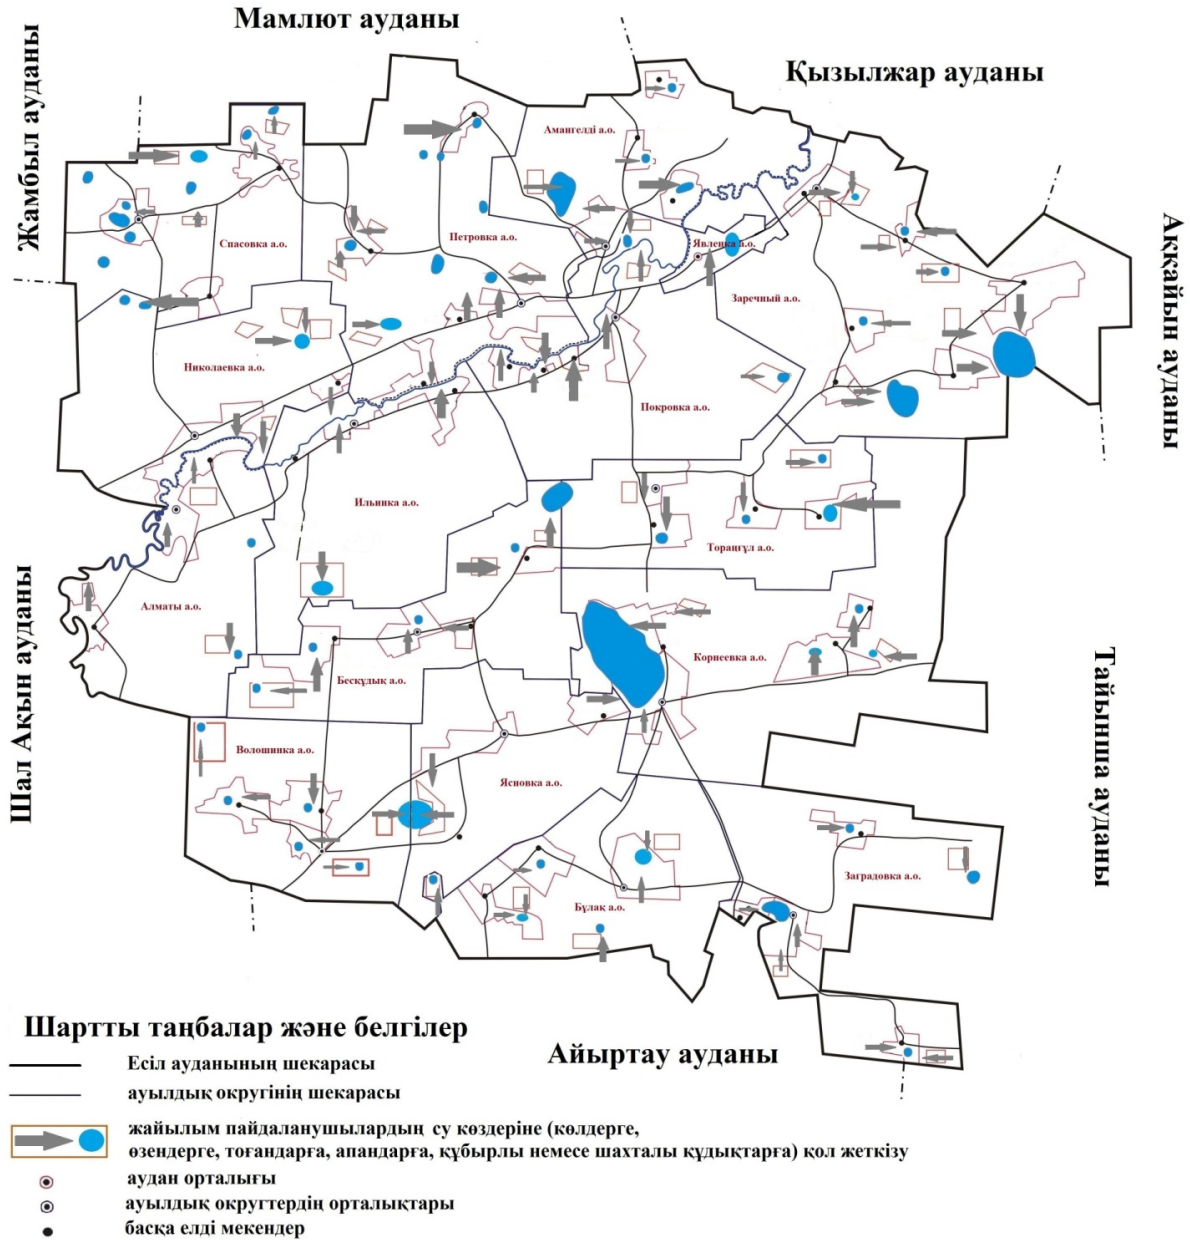 Мамлют ауданы
Қызылжар ауданы
Жамбыл ауданы
Аққайын ауданы
Шал Ақын ауданы
Тайынша ауданы
Айыртау ауданы
Амангелді а.о.
Спасовка а.о.
Петровка а.о.
Явленка а.о.
Заречный а.о.
Николаевка а.о.
Покровка а.о.
Ильинка а.о.
Тораңғұл а.о.
Алматы а.о.
Корнеевка а.о.
Бесқұдық а.о.
Волошинка а.о.
Ясновка а.о.
Заградовка а.о.
Бұлақ а.о.
Шартты таңбалар және белгілер
Есіл ауданының шекарасы
ауылдық округінің шекарасы
жайылым пайдаланушылардың су көздеріне (көлдерге,
өзендерге, тоғандарға, апандарға, құбырлы немесе шахталы құдықтарға) қол жеткізу
аудан орталығы
ауылдық округтердің орталықтары
басқа елді мекендер